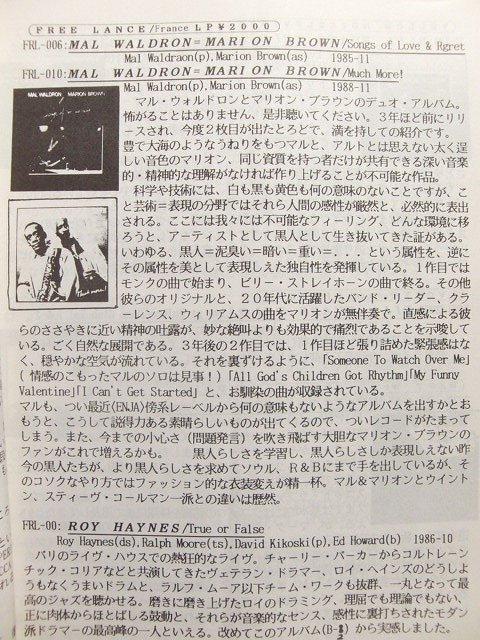 FREE LANCE/France LP¥2000
FRL-006: MAL WALDRON=MARION BROWN/Songs of Love & Rgret
Mal Waldraon(p),Marion Brown(as) 1985-11
FRL-010: MAL WALDRON=MARION BROWN/Much More!
Mal Waldron(p),Marion Brown(as) 1988-11
マル・ウォルドロンとマリオン・ブラウンのデュオ・アルバム。
怖がることはありません、是非聴いてください。3年ほど前にリリ
ースされ、今度2枚目が出たとろで、満を持しての紹介です。
豊で大海のようなうなりをもつマルと、アルトとは思えない太く逞
しい音色のマリオン、同じ資質を持つ者だけが共有できる深い音楽
的・精神的な理解がなければ作り上げることが不可能な作品。
科学や技術には、白も黒も黄色も何の意味のないことですが、こ
と芸術=表現の分野ではそれら人間の感性が厳然と、必然的に表出
される。ここには我々には不可能なフィーリング、どんな環境に移
ろうと、アーティストとして黒人として生き抜いてきた証がある。
いわゆる、黒人=泥臭い=暗い=重い=...という属性を、逆に
その属性を美として表現しえた独自性を発揮している。1作目では
モンクの曲で始まり、ビリー・ストレイホーンの曲で終る。その他
彼らのオリジナルと、20年代に活躍したバンド・リーダー、クラ
ーレンス、ウィリアムスの曲をマリオンが無伴奏で。直感による彼
らのささやきに近い精神の吐露が、妙な絶叫よりも効果的で痛烈であることを示唆して
いる。ごく自然な展開である。3年後の2作目では、1作目ほど張り詰めた緊張感はな
く、穏やかな空気が流れている。それを裏ずけるように、「Someone To Watch Over Me」
(情感のこもったマルのソロは見事!)「All God's Children Got Rhythm」「My Funny
Valentine」「I Can't Get Started」と、お馴染の曲が収録されている。
マルも、つい最近(ENJA)傍系レーベルから何の意味もないようなアルバムを出すかとお
もうと、こうして説得力ある素晴らしいものが出てくるので、ついレコードがたまって
しまう。また、今までの小心さ(問題発言)を吹き飛ばす大胆なマリオン・ブラウンの
ファンがこれで増えるかも。 黒人らしさを学習し、黒人らしさしか表現しえない昨
今の黒人たちが、より黒人らしさを求めてソウル、R&Bにまで手を出しているが、そ
のコソクなやり方ではファッション的な衣装変えが精一杯。マル&マリオンとウイント
ン、スティーヴ・コールマン一派との違いは歴然。
FRL-00: ROY HAYNES/True or False
Roy Haynes(ds),Ralph Moore(ts),David Kikoski(p),Ed Howard(b) 1986-10
パリのライヴ・ハウスでの熱狂的なライヴ。チャーリー・パーカーからコルトレーン
チック・コリアなどと共演してきたヴェテラン・ドラマー、ロイ・ヘインズのどうしよ
うもなくうまいドラムと、ラルフ・ムーア以下チーム・ワークも抜群、一丸となって最
高のジャズを聴かせる。磨きに磨き上げたロイのドラミング、理屈でも理論でもない、
正に肉体からほとばしる鼓動と、それらが音楽的なセンス、感性に裏打ちされたモダン
派ドラマーの最高峰の一人といえる。改めてこのアルバム から実感しました。
MAL WALDRON MARION BROWN